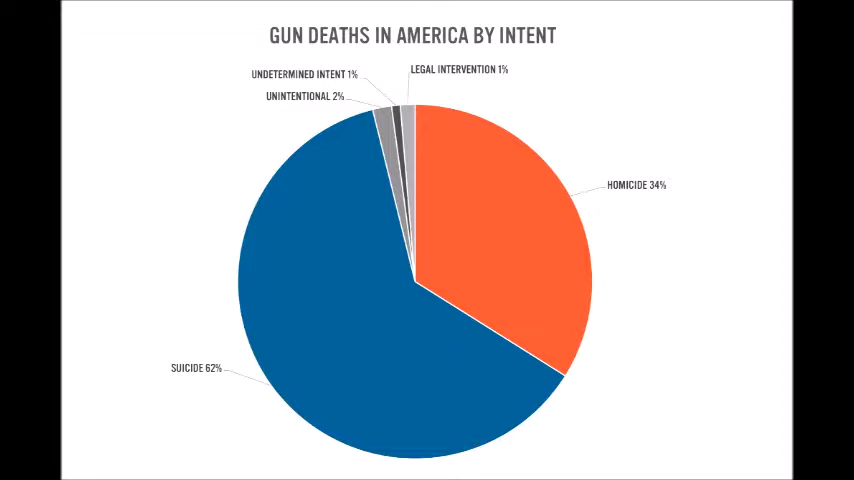 GUN DEATHS IN AMERICA BY INTENT
LEGAL INTERVENTION 1%
UNDETERMINED INTENT 1%
UNINTENTIONAL 2%
HOMICIDE 34%
SUICIDE 62%